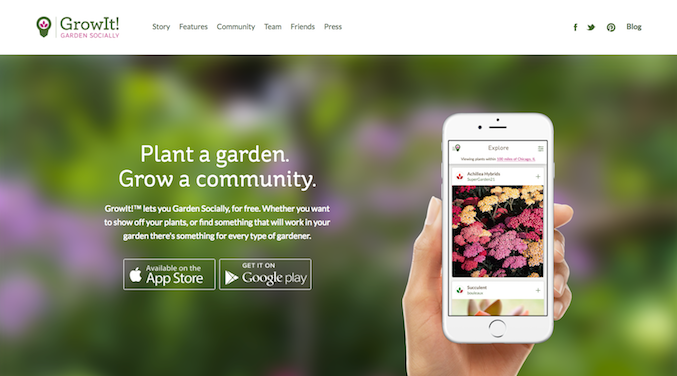 GrowIt!
GARDEN SOCIALLY
Story Features Community Team Friends Press
Blog
Plant a garden.
Grow a community.
GrowIt!™ lets you Garden Socially, for free. Whether you want
to show off your plants, or find something that will work in your
garden there's something for every type of gardener.
Available on the
App Store
GET IT ON
Google play
Explore
Viewing plants within 100 miles of Chicago, IL
Achillea Hybrids
Succulent